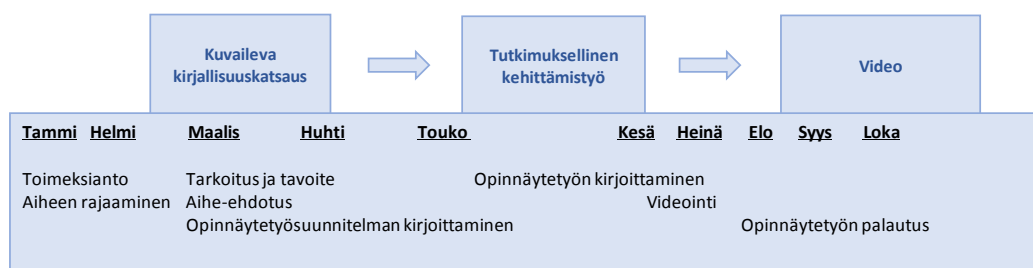 Kuvaileva
kirjallisuuskatsaus
Tutkimuksellinen
kehittämistyö
Video
Tammi Helmi Maalis Huhti Touko Kesä Heinä Elo Syys Loka
Toimeksianto Tarkoitus ja tavoite Opinnäytetyön kirjoittaminen
Aiheen rajaaminen Aihe-ehdotus Videointi
Opinnäytetyösuunnitelman kirjoittaminen Opinnäytetyön palautus